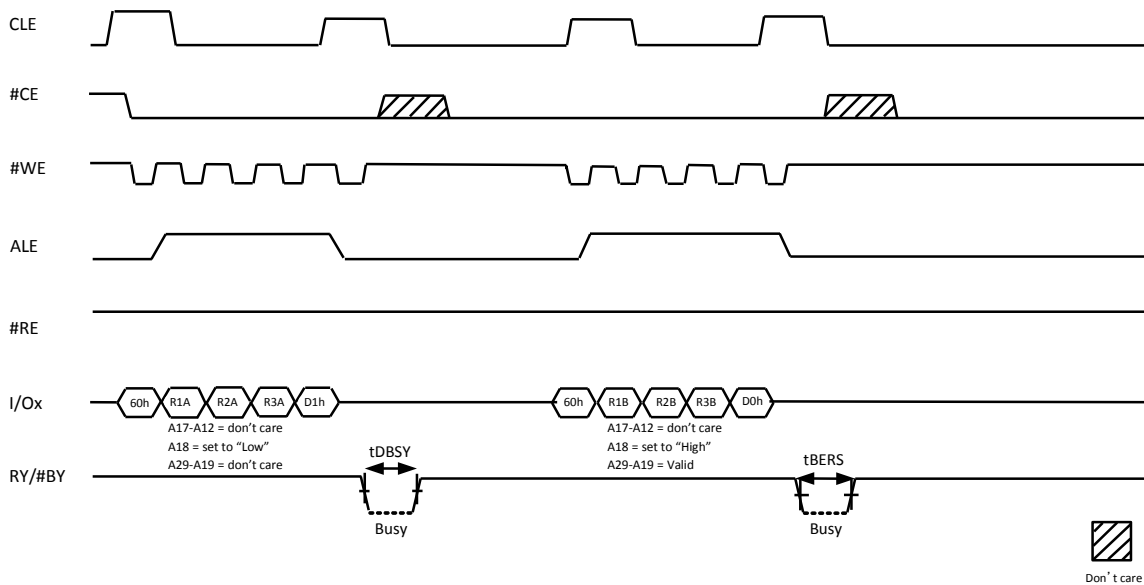 CLE
#CE
#WE
ALE
#RE
I/Ox
60h R1A R2A R3A D1h 60h R1B R2B R3B D0h
A17-A12 = don't care
A18 = set to “Low”
A29-A19 = don't care
A17-A12 = don't care
A18 = set to “High”
A29-A19 = Valid
RY/#BY
tDBSY
Busy
tBERS
Busy
Don't care